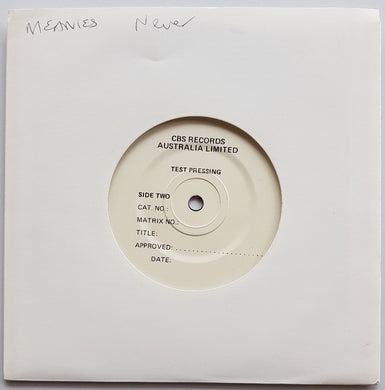 MEANIES Never
CBS RECORDS
AUSTRALIA LIMITED
TEST PRESSING
SIDE TWO
CAT. NO.:
MATRIX NO.:
TITLE:
APPROVED:......................
DATE: